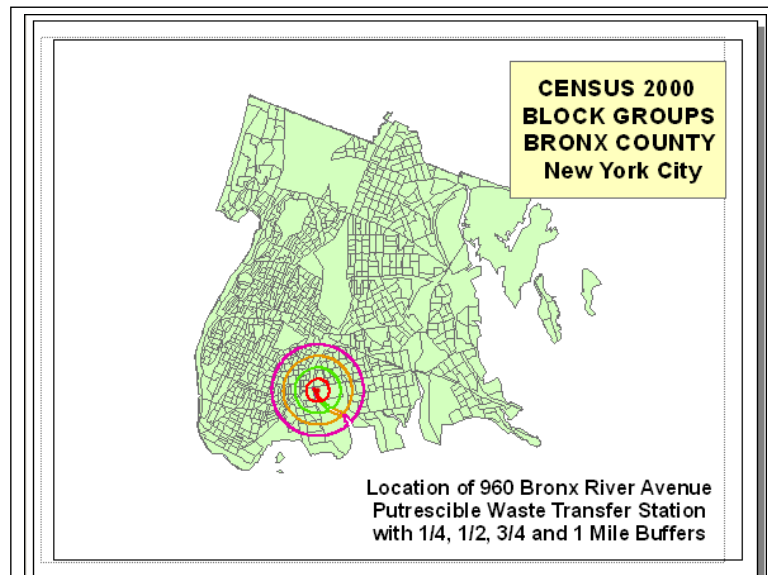 CENSUS 2000
BLOCK GROUPS
BRONX COUNTY
New York City
Location of 960 Bronx River Avenue
Putrescible Waste Transfer Station
with 1/4, 1/2, 3/4 and 1 Mile Buffers